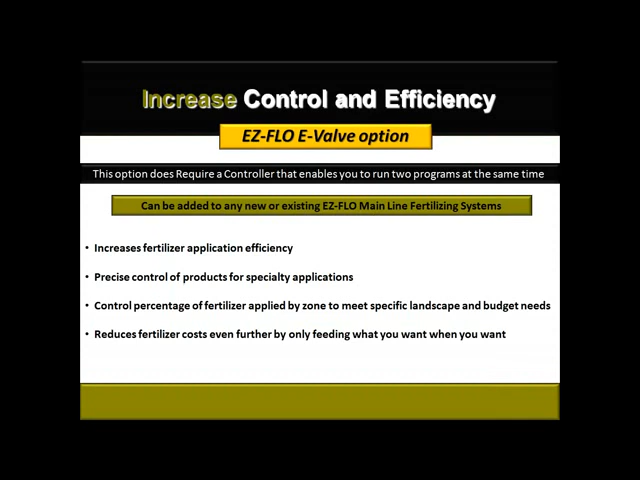 Increase Control and Efficiency
EZ-FLO E-Valve option
This option does Require a Controller that enables you to run two programs at the same time
Can be added to any new or existing EZ-FLO Main Line Fertilizing Systems
• Increases fertilizer application efficiency
• Precise control of products for specialty applications
• Control percentage of fertilizer applied by zone to meet specific landscape and budget needs
• Reduces fertilizer costs even further by only feeding what you want when you want